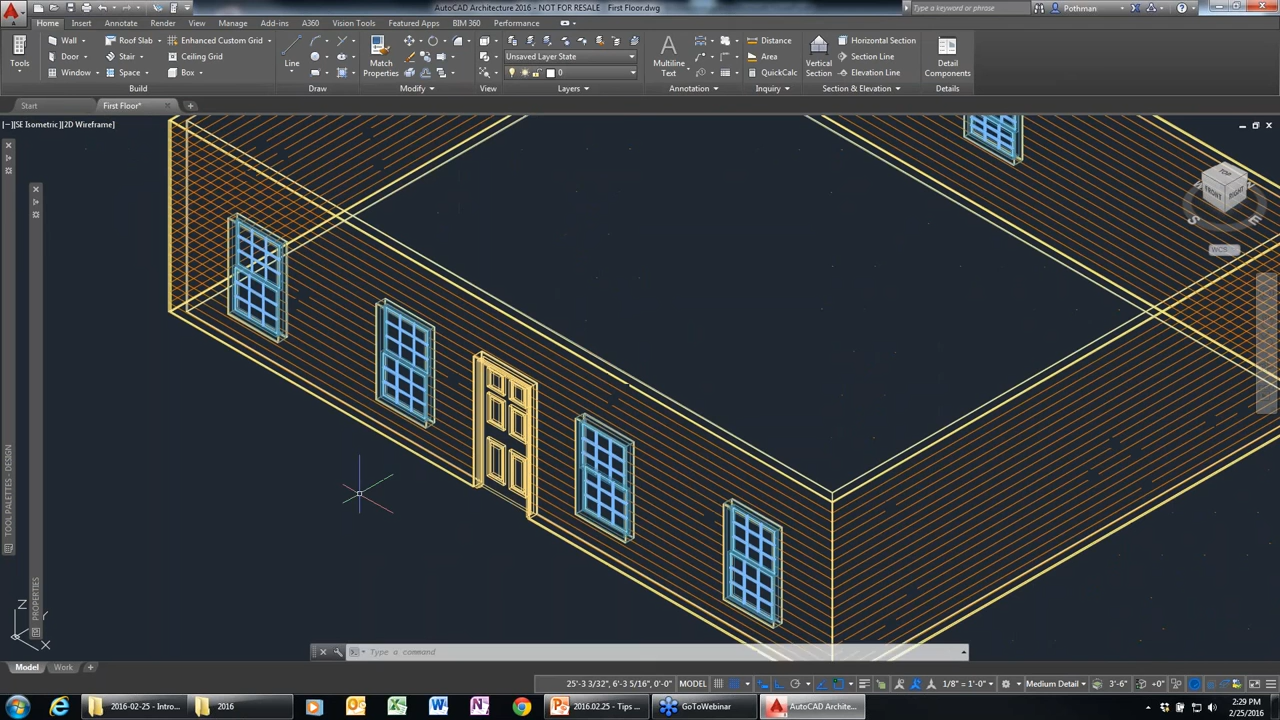 AutoCAD Architecture 2016 - NOT FOR RESALE   First Floor.dwg
Type a keyword or phrase
Pothman
Home Insert Annotate Render View Manage Add-ins A360 Vision Tools Featured Apps BIM 360 Performance
Tools
Wall
Door
Window
Roof Slab
Stair
Space
Enhanced Custom Grid
Ceiling Grid
Box
Build
Line
Draw
Match
Properties
Modify
View
Unsaved Layer State
0
Layers
Multiline
Text
Annotation
Distance
Area
QuickCalc
Inquiry
Vertical
Section
Horizontal Section
Section Line
Elevation Line
Section & Elevation
Detail
Components
Details
Start
First Floor*
[−][SE Isometric][2D Wireframe]
TOP
FRONT
RIGHT
S
E
WCS
TOOL PALETTES - DESIGN
PROPERTIES
Z
Y
X
Type a command
Model Work
25'-3 3/32", 6'-3 5/16", 0'-0" MODEL 1/8" = 1'-0" Medium Detail 3'-6" +0"
2016-02-25 - Intro...
2016
2016.02.25 - Tips ...
GoToWebinar
AutoCAD Archite...
2:29 PM
2/25/2016